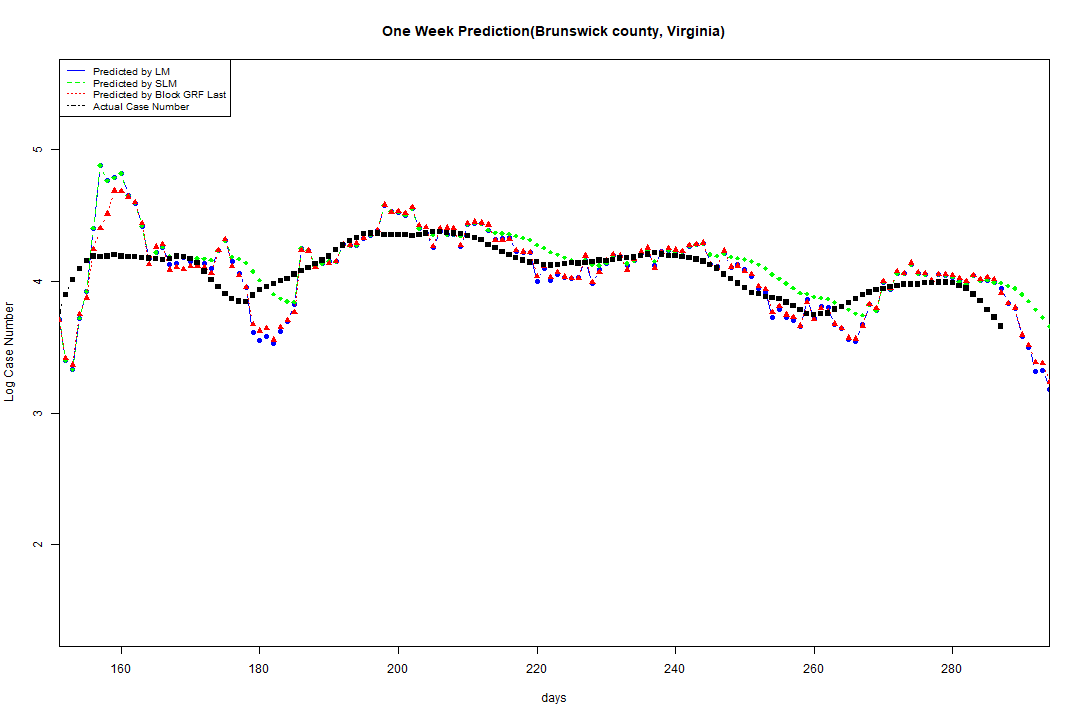 One Week Prediction(Brunswick county, Virginia)
Predicted by LM
Predicted by SLM
Predicted by Block GRF Last
Actual Case Number
5
4
3
2
Log Case Number
160 180 200 220 240 260 280
days